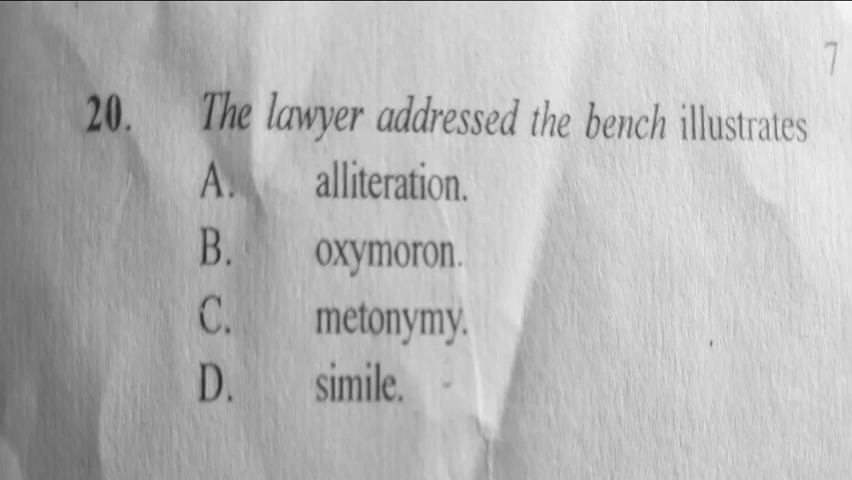 7
20. The lawyer addressed the bench illustrates
A. alliteration.
B. oxymoron.
C. metonymy.
D. simile.